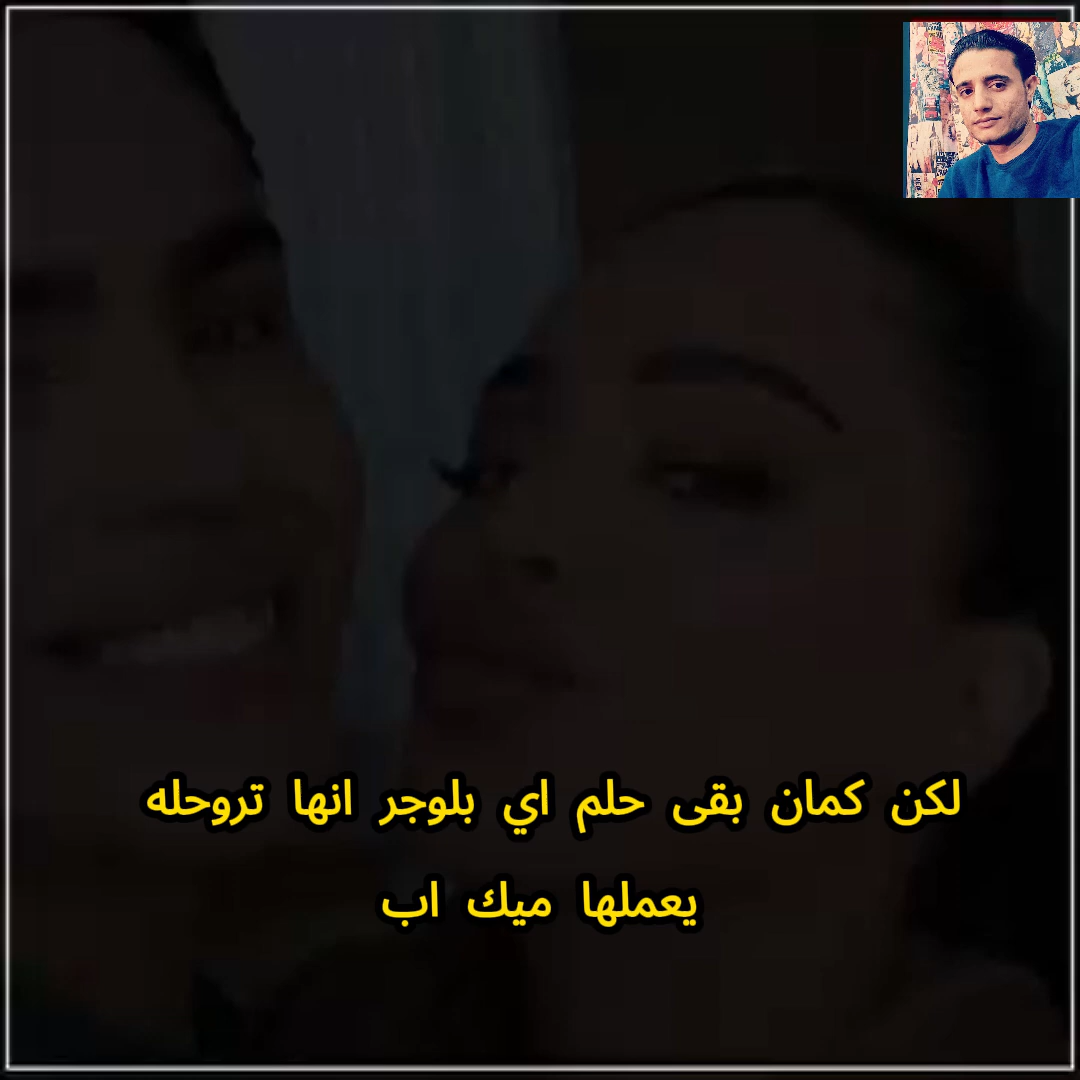 لكن كمان بقى حلم اي بلوجر انها تروحله
يعملها ميك اب